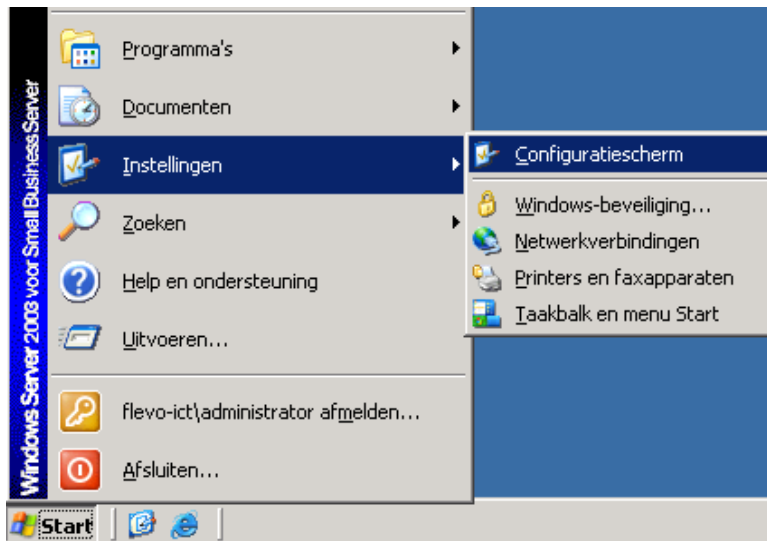 Windows Server 2003 voor Small Business Server
Programma's
Documenten
Instellingen
Zoeken
Help en ondersteuning
Uitvoeren...
flevo-ict\administrator afmelden...
Afsluiten...
Configuratiescherm
Windows-beveiliging...
Netwerkverbindingen
Printers en faxapparaten
Taakbalk en menu Start
Start